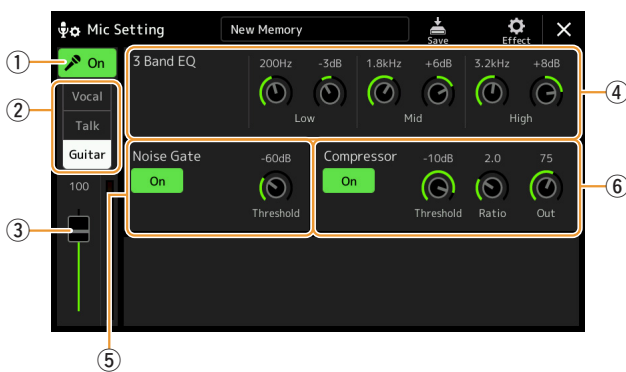 Mic Setting New Memory Save Effect
① On 3 Band EQ 200Hz -3dB 1.8kHz +6dB 3.2kHz +8dB
② Vocal ④
Low Mid High
Talk
Guitar Noise Gate -60dB Compressor -10dB 2.0 75
100 On On ⑥
Threshold Threshold Ratio Out
③
⑤